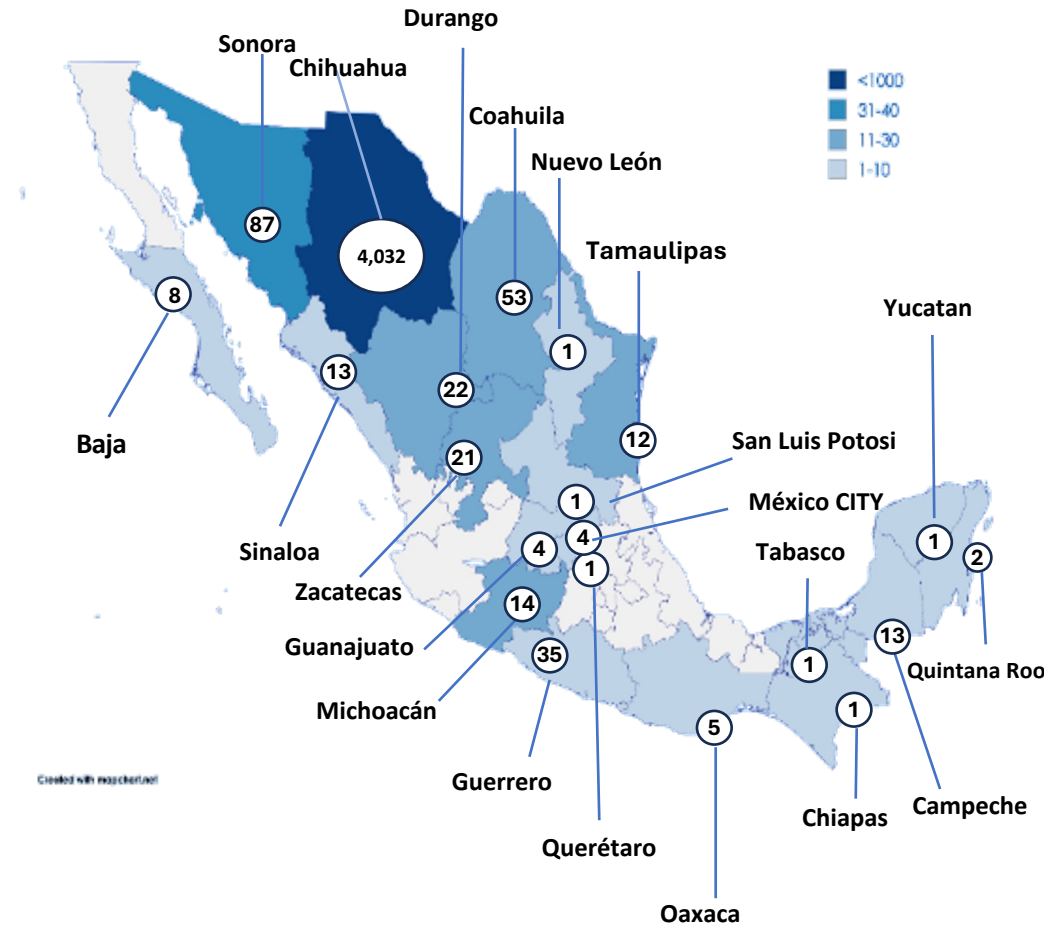 Durango
Sonora
Chihuahua
<1000
31-40
11-30
1-10
Coahuila
Nuevo León
Tamaulipas
87
4,032
8
53
Yucatan
1
13
22
Baja
12
San Luis Potosi
21
1
México CITY
Sinaloa
4
4
Tabasco
1
2
Zacatecas
1
14
13
Guanajuato
35
1
Quintana Roo
Michoacán
5
1
Guerrero
Created with mapchart.net
Chiapas
Campeche
Querétaro
Oaxaca